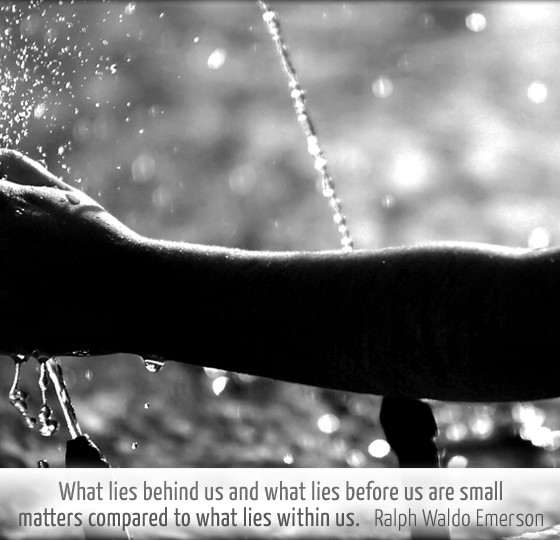 What lies behind us and what lies before us are small
matters compared to what lies within us. Ralph Waldo Emerson